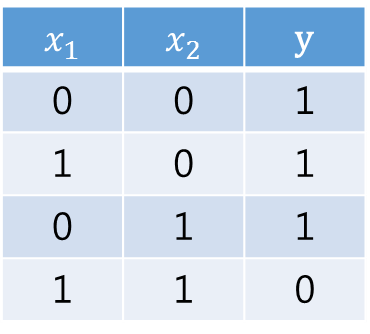 x₁ x₂ y
0 0 1
1 0 1
0 1 1
1 1 0